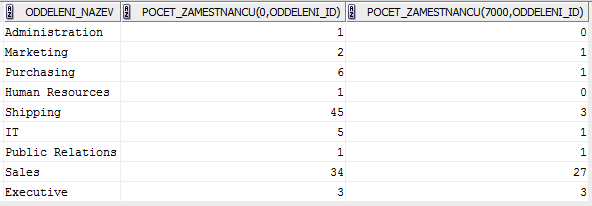 ODDELENI_NAZEV POCET_ZAMESTNANCU(0,ODDELENI_ID) POCET_ZAMESTNANCU(7000,ODDELENI_ID)
Administration 1 0
Marketing 2 1
Purchasing 6 1
Human Resources 1 0
Shipping 45 3
IT 5 1
Public Relations 1 1
Sales 34 27
Executive 3 3